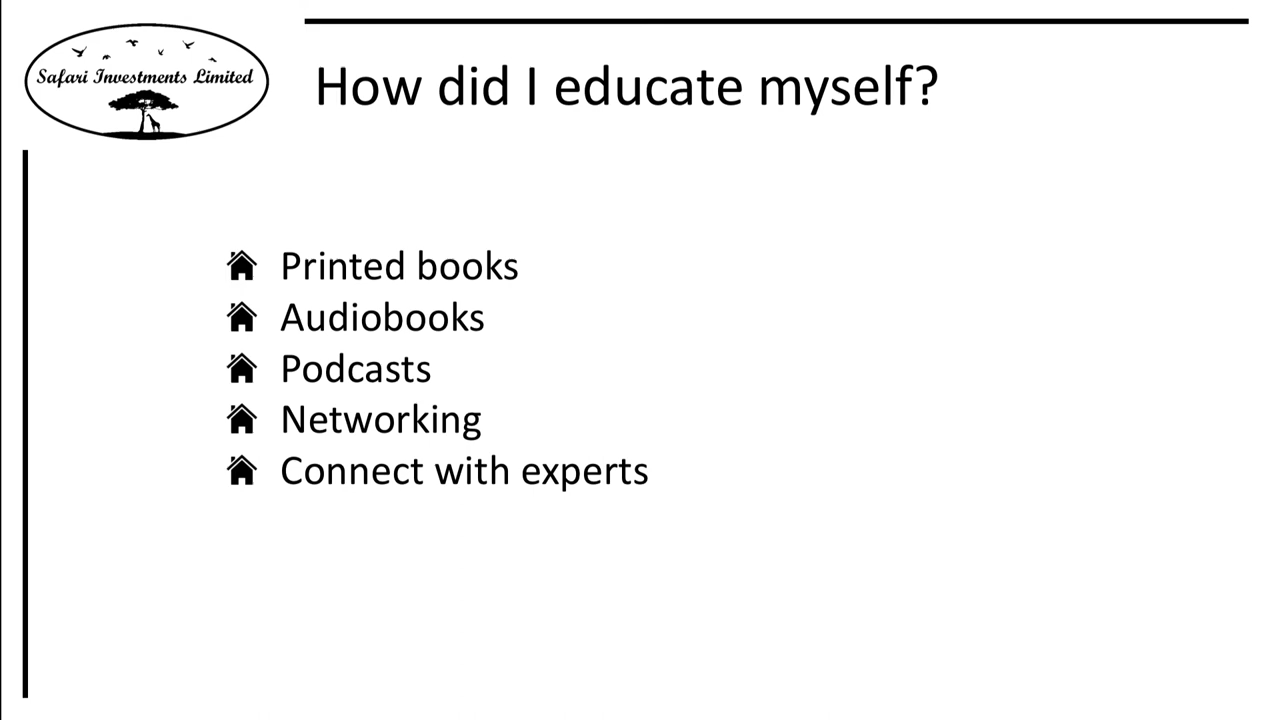 Safari Investments Limited
How did I educate myself?
Printed books
Audiobooks
Podcasts
Networking
Connect with experts